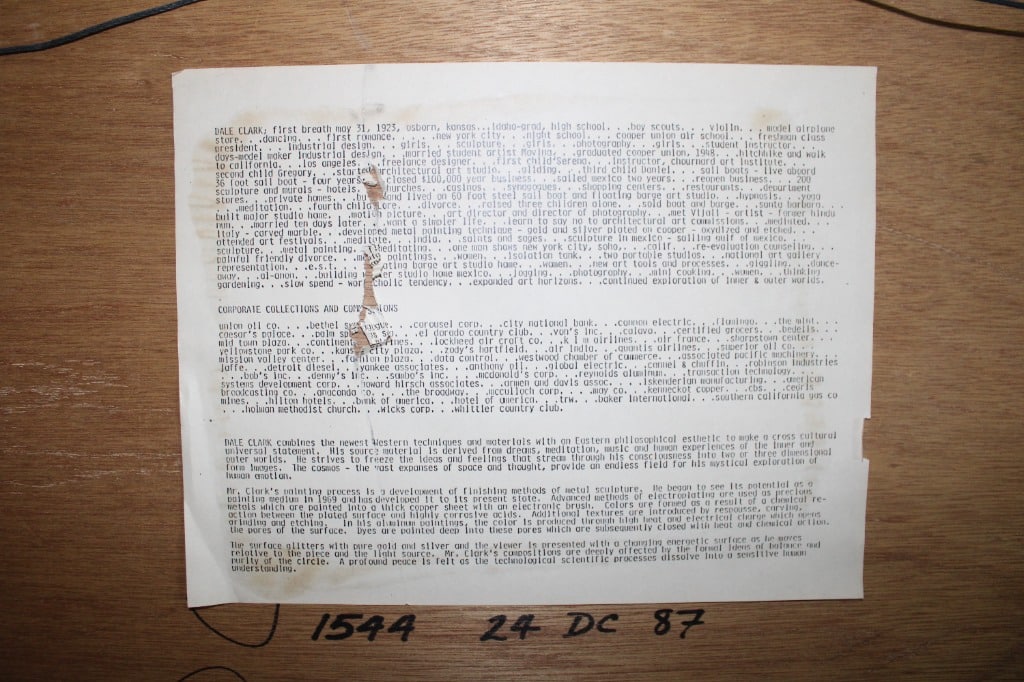 DALE CLARK; first breath may 31, 1923, osborn, kansas...idaho-grad, high school. . .boy scouts. . . violin. . . model airplane
store. . .dancing. . . first romance. . . .new york city. . .night school. . . cooper union air school. . . freshman class
president. . . industrial design. . . girls. . . sculpture. . .girls. . .photography. . .girls. . .student instructor. . .
days-model maker industrial design. . .married student artist. . .graduated cooper union, 1948. . .hitchhike and walk
to california. . .los angeles. . .freelance designer. . .first child Serena. . .instructor, chouinard art institute. . .
second child Gregory. . .started architectural art studio. . .gliding. . .third child Daniel. . . sail boats - live aboard
36 foot sail boat - four years. closed $100,000 year business. . .sailed mexico two years. . .reopen business. . . 200
sculpture and murals - hotels, churches. . .casinos. . .synagogues. . .shopping centers. . .restaurants. . .department
stores. . .private homes. . and lived on 60 foot steel sail boat and floating barge art studio. . .hypnosis. . .yoga
. . .meditation. . .fourth child . .divorce. . .raised three children alone. . .sold boat and barge. . .santa barbara. .
built major studio home. . .motion picture. . .art director and director of photography. . .met Vijali - artist - former hindu
nun. . .married ten days later. . .want a simpler life. . .learn to say no to architectural art commissions. . .meditated. .
italy - carved marble. . .developed metal painting technique - gold and silver plated on copper - oxydized and etched. . .
attended art festivals. . .meditate. . .india. . .saints and sages. . .sculpture in mexico - sailing gulf of mexico. . .
sculpture. . .metal painting. . .meditating. . .one man shows new york city, soho, . . calif. . .re-evaluation counseling. . .
painful friendly divorce. . . paintings. . .women. . .isolation tank. . .two portable studios. . .national art gallery
representation. . .e.s.t. . . barge art studio home. . .women. . .new art tools and processes. . .giggling. . .dance-
away. . .al-anon. . .building studio home mexico. . .jogging. . .photography. . .mini cooking. . .women. . .thinking
gardening. . .slow spend - tendency. . .expanded art horizons. . .continued exploration of inner & outer worlds.
CORPORATE COLLECTIONS AND
union oil co. . . .bethel . . .carousel corp. . .city national bank. . .cannon electric. . .flamingo. . .the mint. . .
caesar's palace. . .palm . .el dorado country club. . .von's inc. . .calavo. . .certified grocers. . .bedells. .
mid town plaza. . . .lockheed air craft co. . .k l m airlines. . .air france. . .sharpstown center. . .
yellowstone park co. . .kansas city plaza. . .zody's hartfield. . .air india. . .quantis airlines. . .superior oil co. . .
mission valley center. . . plaza. . .data control. . .westwood chamber of commerce. . .associated pacific machinery. . .
jaffe. . .detroit diesel. . .yankee associates. . .anthony oil. . .global electric. . .connel & chaffin. . .robinson industries
. . .bob's inc. . .denny's inc. . .sambo's inc. . .mcdonald's corp. . .reynolds aluminum. . .transaction technology. . .
systems development corp. . .howard hirsch associates. . .armen and davis assoc. . .iskenderian manufacturing. . .american
broadcasting co. . .anaconda co. . .the broadway. . .mcculloch corp. . .may co. . .kenneckot cooper. . .cbs. . .
mines. . .hilton hotels. . .bank of america. . .hotel of america. . .trw. . .baker international. . .southern california gas co
. . .holman methodist church. . .wicks corp. . .whittier country club.
DALE CLARK combines the newest Western techniques and materials with an Eastern philosophical esthetic to make a cross cultural
universal statement. His source material is derived from dreams, meditation, music and human experiences of the inner and
outer worlds. He strives to freeze the ideas and feelings that stream through his consciousness into two or three dimensional
form images. The cosmos - the vast expanses of space and thought, provide an endless field for his mystical exploration of
human emotion.
Mr. Clark's painting process is a development of finishing methods of metal sculpture. He began to see its potential as a
painting medium in 1969 and has developed it to its present state. Advanced methods of electroplating are used as precious
metals which are painted into a thick copper sheet with an electronic brush. Colors are formed as a result of a chemical re-
action between the plated surface and highly corrosive acids. Additional textures are introduced by respousse, carving,
grinding and etching. In his aluminum paintings, the color is produced through high heat and electrical charge which opens
the pores of the surface. Dyes are painted deep into these pores which are subsequently closed with heat and chemical action.
The surface glitters with pure gold and silver and the viewer is presented with a changing energetic surface as he moves
relative to the piece and the light source. Mr. Clark's compositions are deeply affected by the formal ideas of balance and
purity of the circle. A profound peace is felt as the technological scientific processes dissolve into a sensitive human
understanding.
1544 24 DC 87